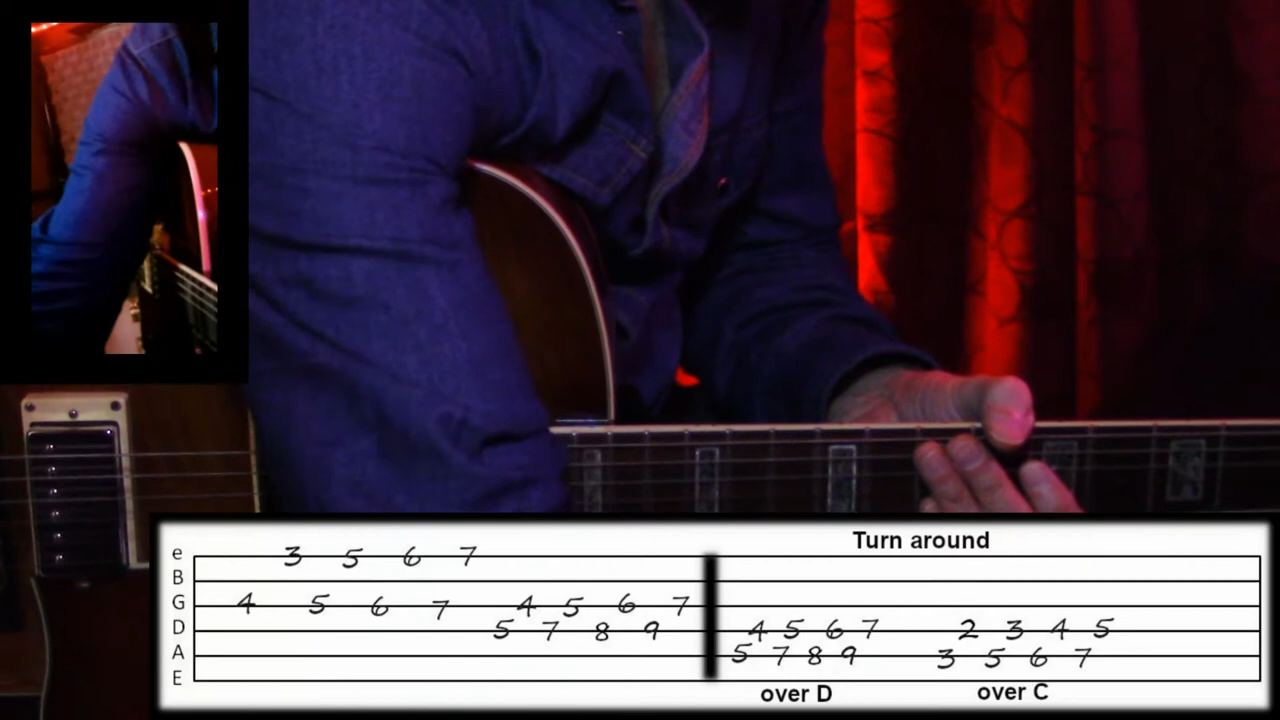 Turn around
e 3 5 6 7
B
G 4 5 6 7 4 5 6 7
D 5 7 8 9 4 5 6 7 2 3 4 5
A 5 7 8 9 3 5 6 7
E
over D over C